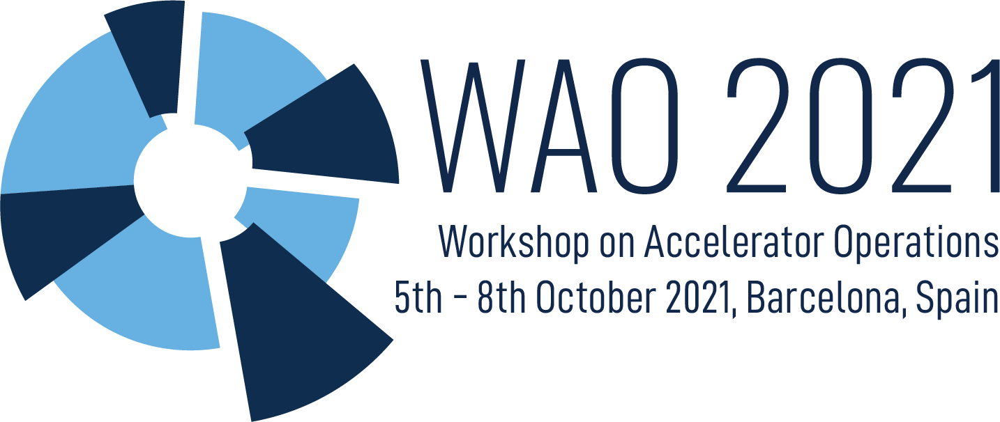 WAO 2021
Workshop on Accelerator Operations
5th – 8th October 2021, Barcelona, Spain